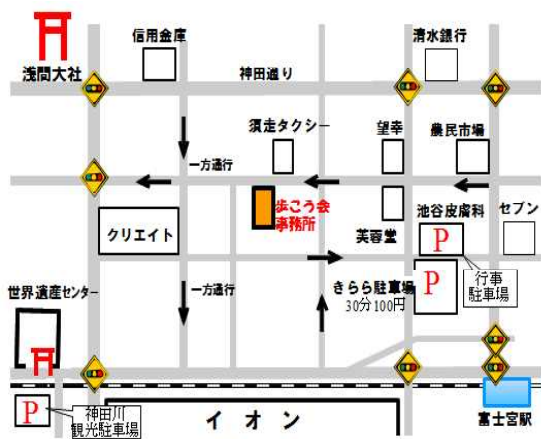 信用金庫
清水銀行
浅間大社
神田通り
須走タクシー
望幸
農民市場
一方通行
歩こう会
事務所
池谷皮膚科
セブン
クリエイト
芙蓉堂
P
行事
駐車場
きらら駐車場
30分100円
P
一方通行
世界遺産センター
P
神田川
観光駐車場
イオン
富士宮駅